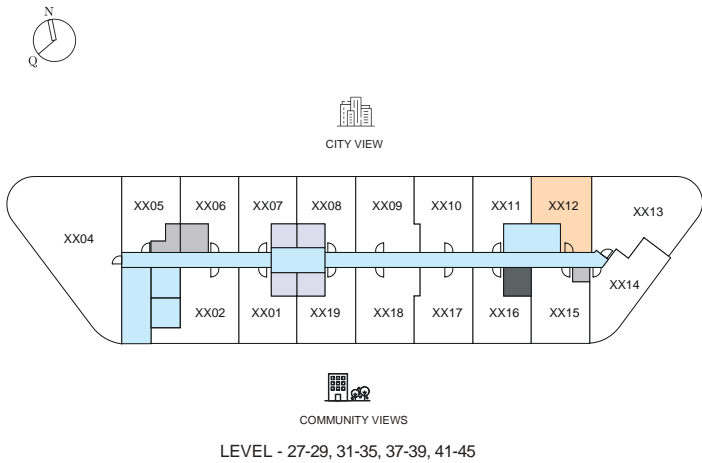 N
Q
CITY VIEW
XX05 XX06 XX07 XX08 XX09 XX10 XX11 XX12 XX13
XX04
XX14
XX02 XX01 XX19 XX18 XX17 XX16 XX15
COMMUNITY VIEWS
LEVEL - 27-29, 31-35, 37-39, 41-45